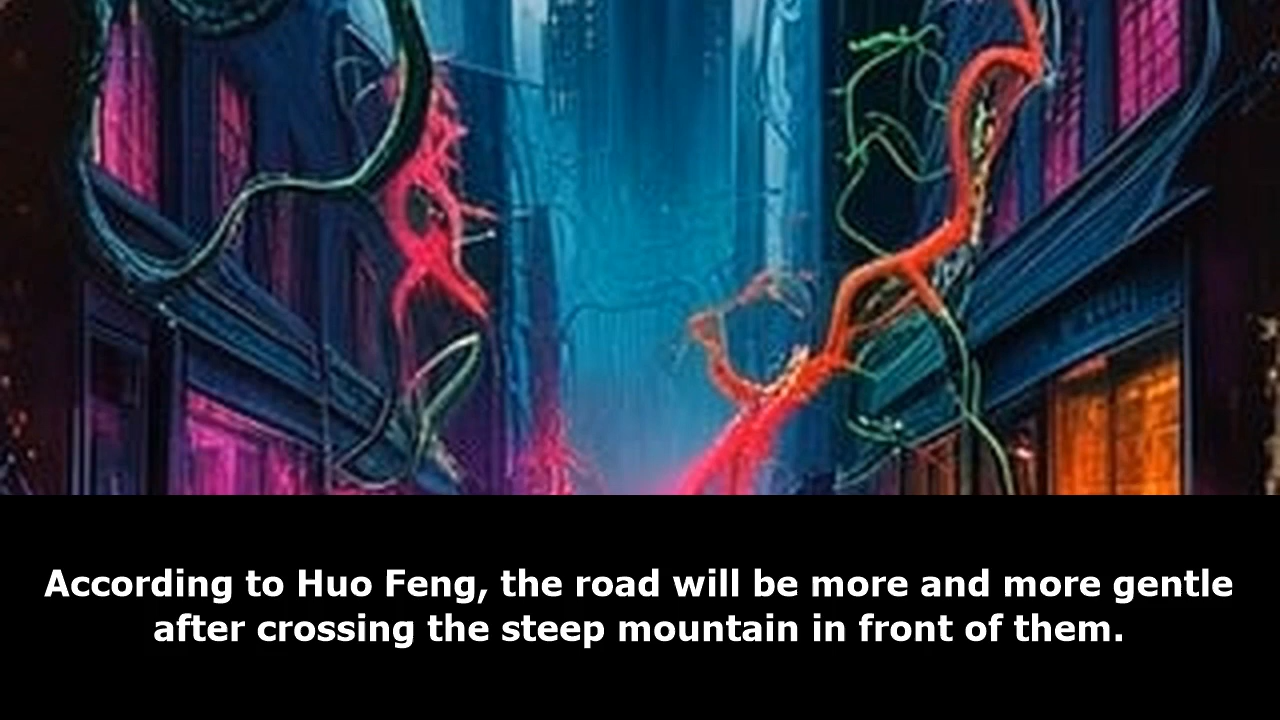 According to Huo Feng, the road will be more and more gentle
after crossing the steep mountain in front of them.